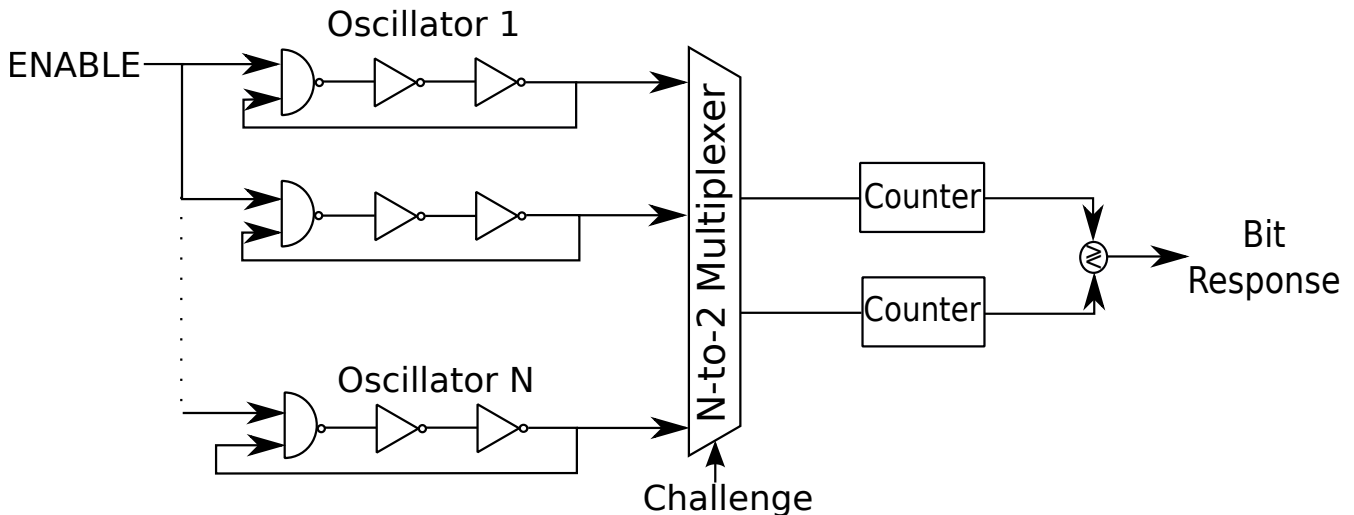 Oscillator 1
ENABLE
N-to-2 Multiplexer
Counter
Counter
≷
Bit
Response
Oscillator N
Challenge